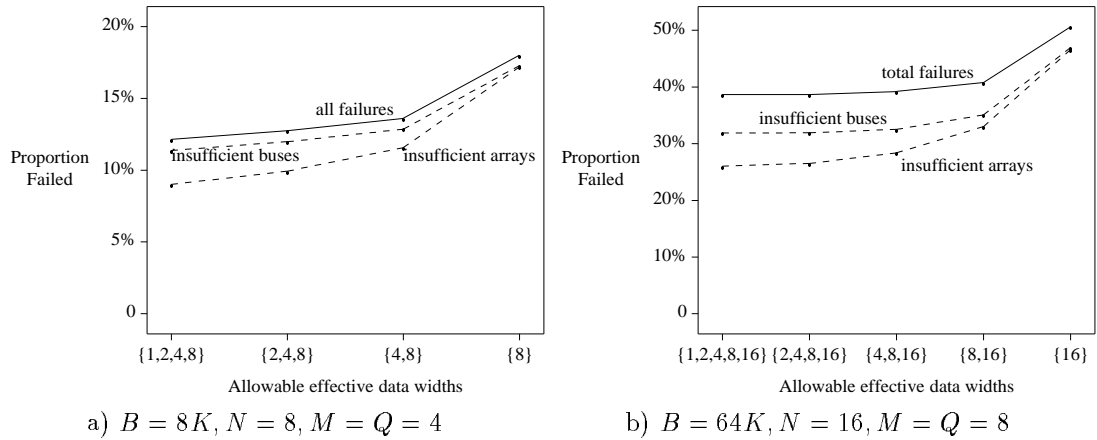 20%
15%
10%
5%
0
Proportion
Failed
all failures
insufficient buses
insufficient arrays
{1,2,4,8} {2,4,8} {4,8} {8}
Allowable effective data widths
a) B = 8K, N = 8, M = Q = 4
50%
40%
30%
20%
10%
0
Proportion
Failed
total failures
insufficient buses
insufficient arrays
{1,2,4,8,16} {2,4,8,16} {4,8,16} {8,16} {16}
Allowable effective data widths
b) B = 64K, N = 16, M = Q = 8